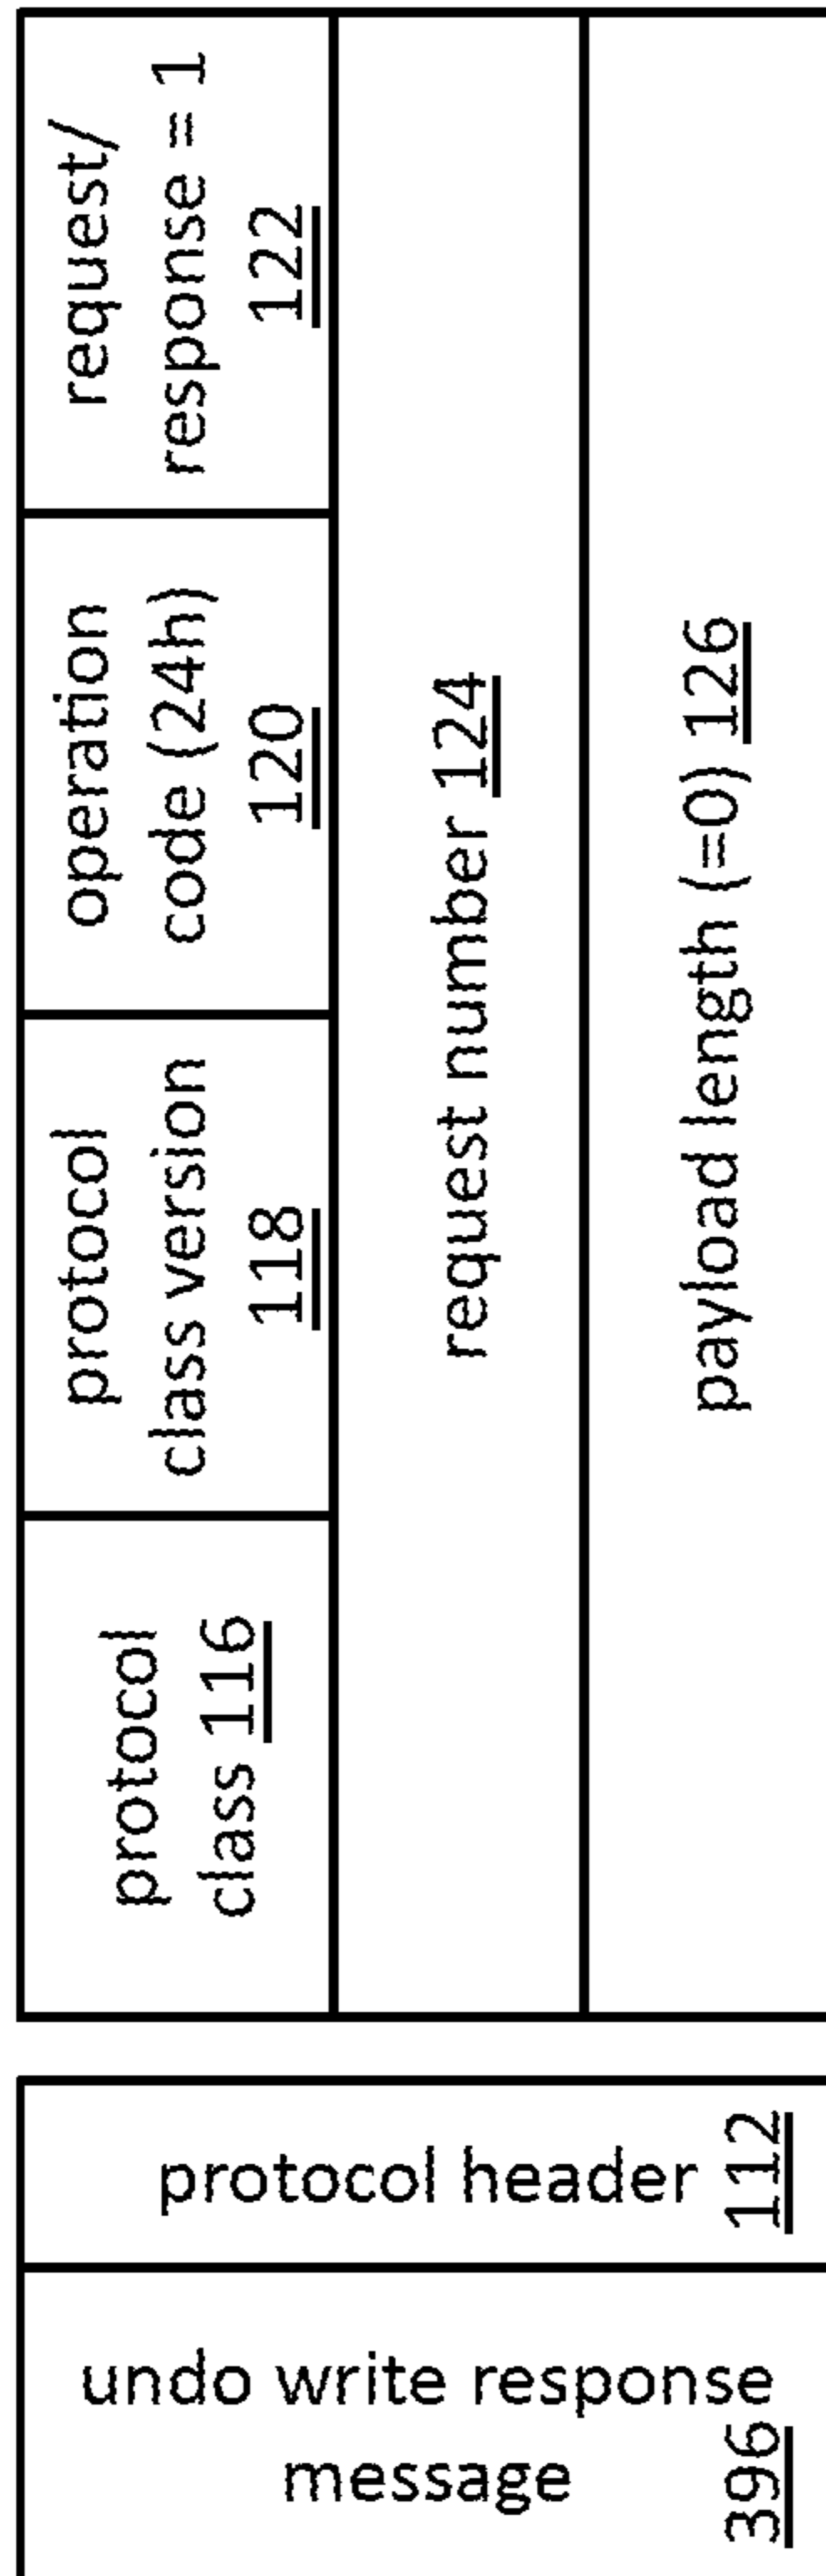 undo write response
message
396
protocol header 112
protocol
class 116
protocol
class version
118
operation
code (24h)
120
request/
response = 1
122
request number 124
payload length (=0) 126